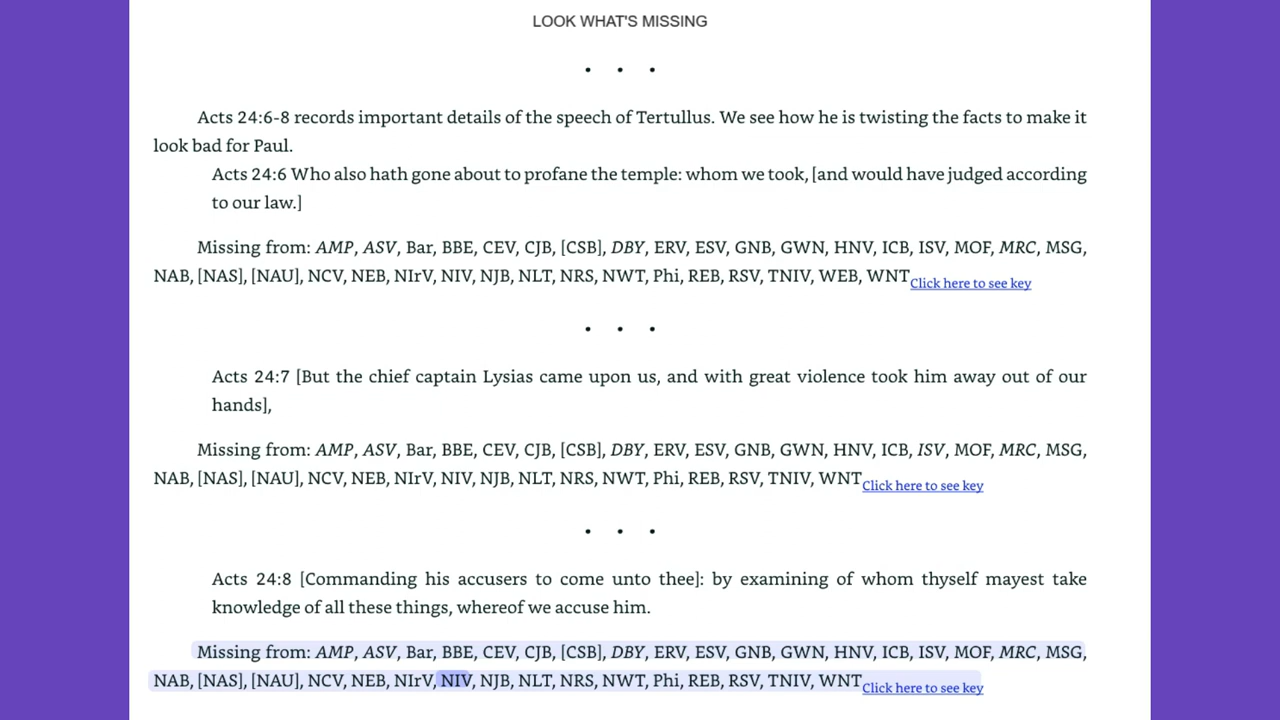 LOOK WHAT'S MISSING
• • •
Acts 24:6-8 records important details of the speech of Tertullus. We see how he is twisting the facts to make it
look bad for Paul.
Acts 24:6 Who also hath gone about to profane the temple: whom we took, [and would have judged according
to our law.]
Missing from: AMP, ASV, Bar, BBE, CEV, CJB, [CSB], DBY, ERV, ESV, GNB, GWN, HNV, ICB, ISV, MOF, MRC, MSG,
NAB, [NAS], [NAU], NCV, NEB, NIrV, NIV, NJB, NLT, NRS, NWT, Phi, REB, RSV, TNIV, WEB, WNT Click here to see key
• • •
Acts 24:7 [But the chief captain Lysias came upon us, and with great violence took him away out of our
hands],
Missing from: AMP, ASV, Bar, BBE, CEV, CJB, [CSB], DBY, ERV, ESV, GNB, GWN, HNV, ICB, ISV, MOF, MRC, MSG,
NAB, [NAS], [NAU], NCV, NEB, NIrV, NIV, NJB, NLT, NRS, NWT, Phi, REB, RSV, TNIV, WNT Click here to see key
• • •
Acts 24:8 [Commanding his accusers to come unto thee]: by examining of whom thyself mayest take
knowledge of all these things, whereof we accuse him.
Missing from: AMP, ASV, Bar, BBE, CEV, CJB, [CSB], DBY, ERV, ESV, GNB, GWN, HNV, ICB, ISV, MOF, MRC, MSG,
NAB, [NAS], [NAU], NCV, NEB, NIrV, NIV, NJB, NLT, NRS, NWT, Phi, REB, RSV, TNIV, WNT Click here to see key